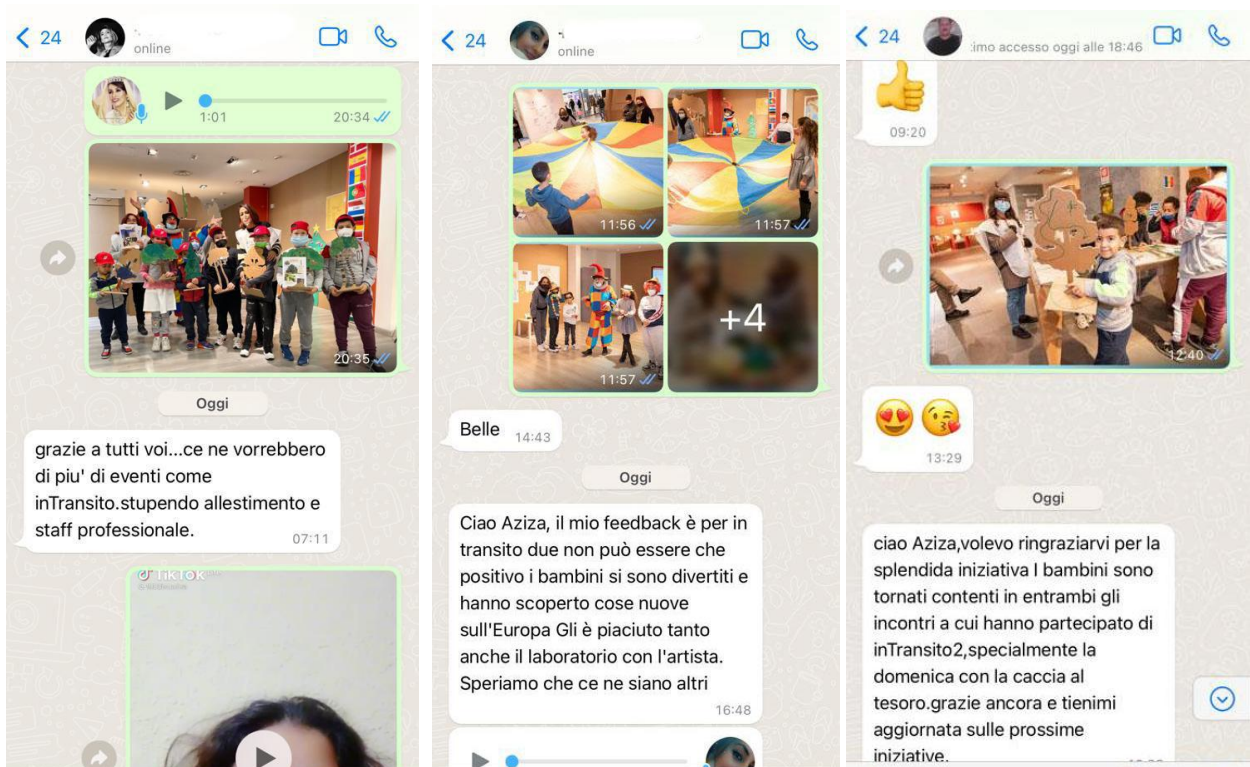 24
online
1:01
20:34
20:35
Oggi
grazie a tutti voi...ce ne vorrebbero
di piu' di eventi come
inTransito.stupendo allestimento e
staff professionale.
07:11
TikTok
24
online
11:56
11:57
11:57
+4
Belle
14:43
Oggi
Ciao Aziza, il mio feedback è per in
transito due non può essere che
positivo i bambini si sono divertiti e
hanno scoperto cose nuove
sull'Europa Gli è piaciuto tanto
anche il laboratorio con l'artista.
Speriamo che ce ne siano altri
16:48
24
:imo accesso oggi alle 18:46
09:20
12:40
13:29
Oggi
ciao Aziza,volevo ringraziarvi per la
splendida iniziativa I bambini sono
tornati contenti in entrambi gli
incontri a cui hanno partecipato di
inTransito2,specialmente la
domenica con la caccia al
tesoro.grazie ancora e tienimi
aggiornata sulle prossime
iniziative.